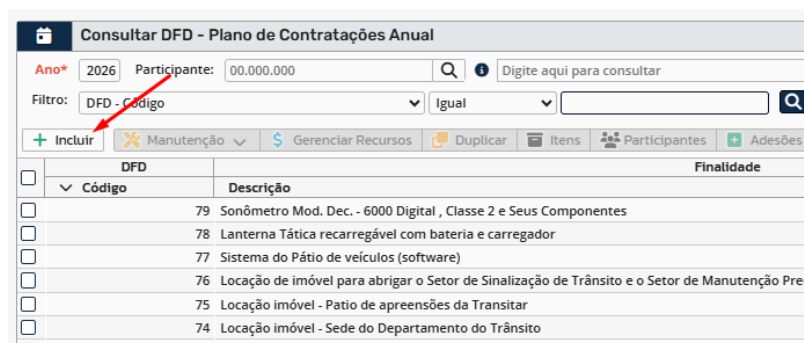 Consultar DFD - Plano de Contratações Anual
Ano* 2026 Participante: 00.000.000 Digite aqui para consultar
Filtro: DFD - Código Igual
Incluir Manutenção Gerenciar Recursos Duplicar Itens Participantes Adesões
DFD Finalidade
Código Descrição
79 Sonômetro Mod. Dec. - 6000 Digital , Classe 2 e Seus Componentes
78 Lanterna Tática recarregável com bateria e carregador
77 Sistema do Pátio de veículos (software)
76 Locação de imóvel para abrigar o Setor de Sinalização de Trânsito e o Setor de Manutenção Pre
75 Locação imóvel - Patio de apreensões da Transitar
74 Locação imóvel - Sede do Departamento do Trânsito